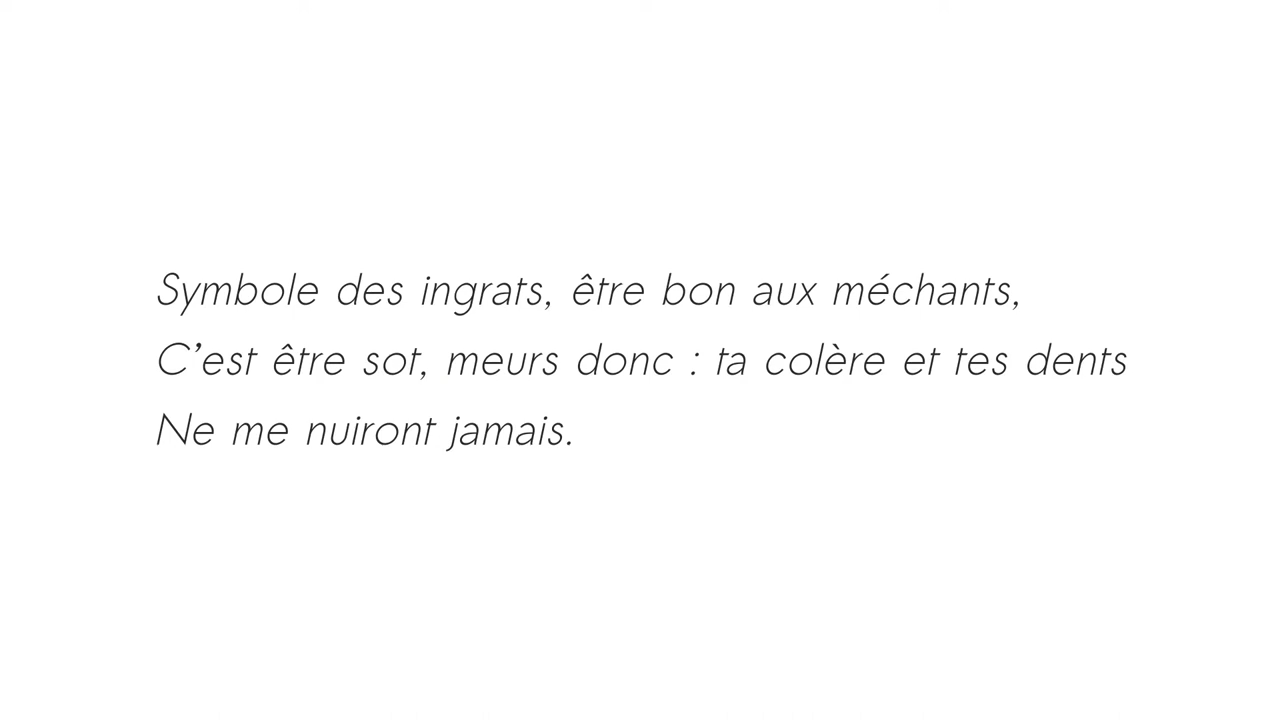 Symbole des ingrats, être bon aux méchants,
C’est être sot, meurs donc : ta colère et tes dents
Ne me nuiront jamais.